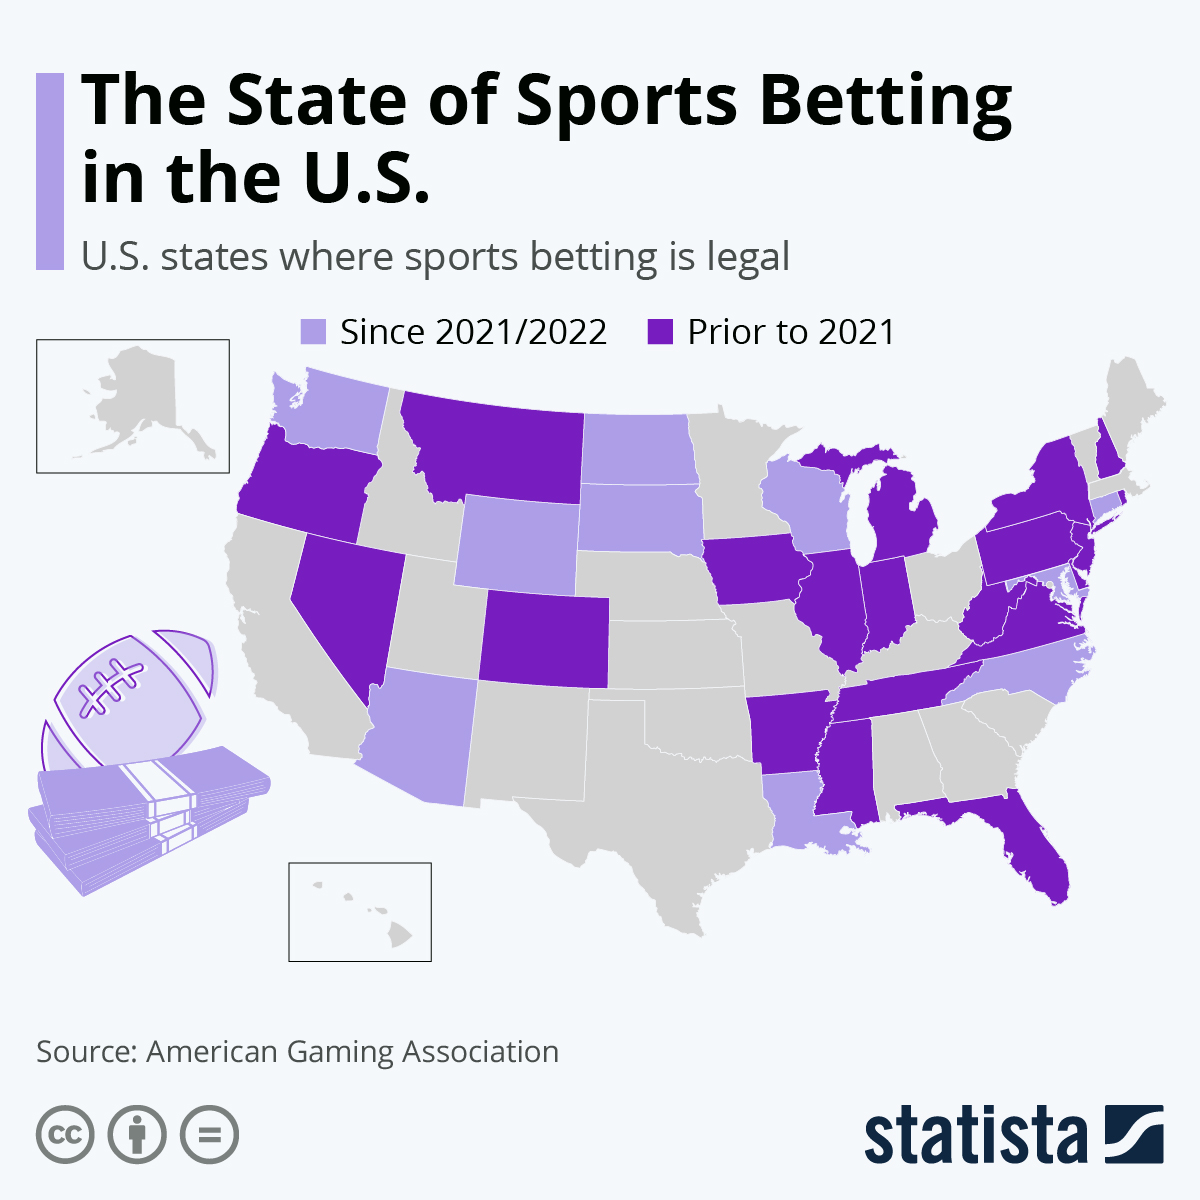 The State of Sports Betting
in the U.S.
U.S. states where sports betting is legal
Since 2021/2022 Prior to 2021
Source: American Gaming Association
cc
statista